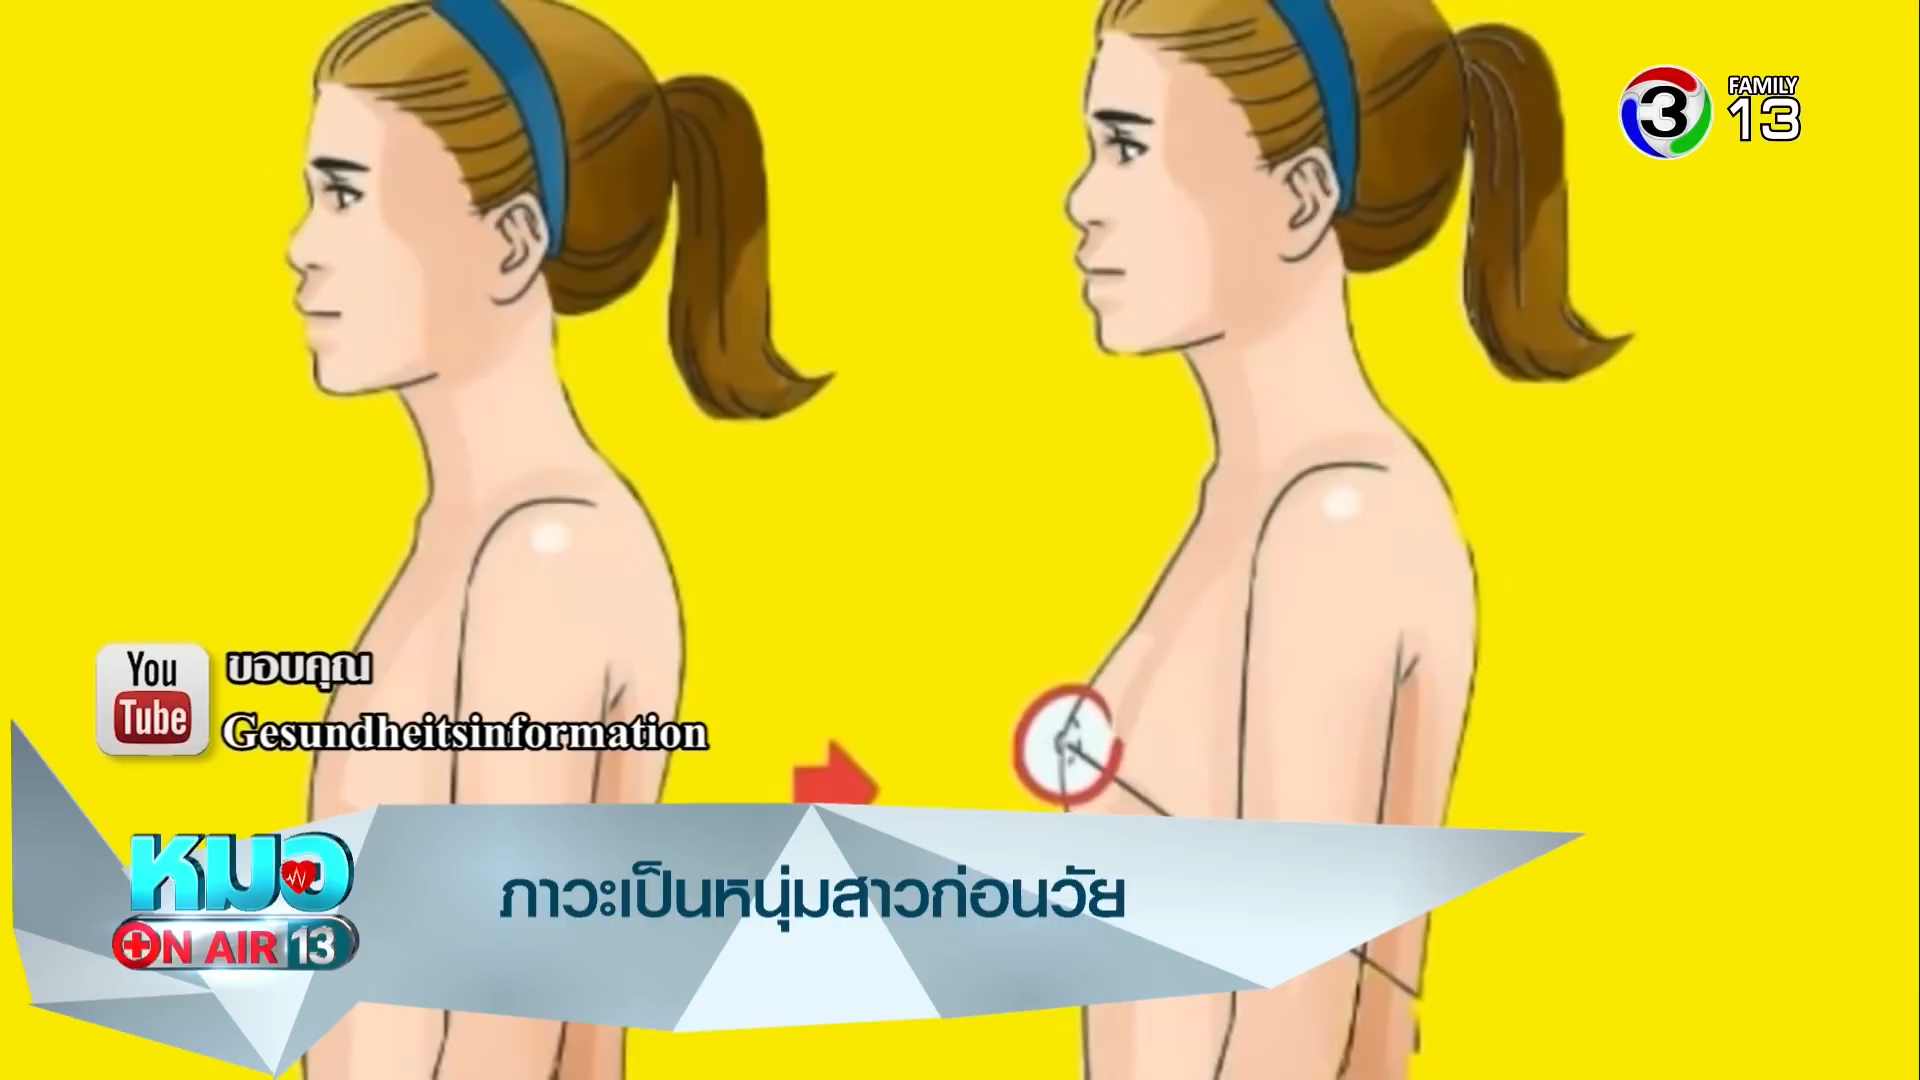 3 FAMILY
13
You
Tube
ขอบคุณ
Gesundheitsinformation
หมอ
ON AIR 13
ภาวะเป็นหนุ่มสาวก่อนวัย